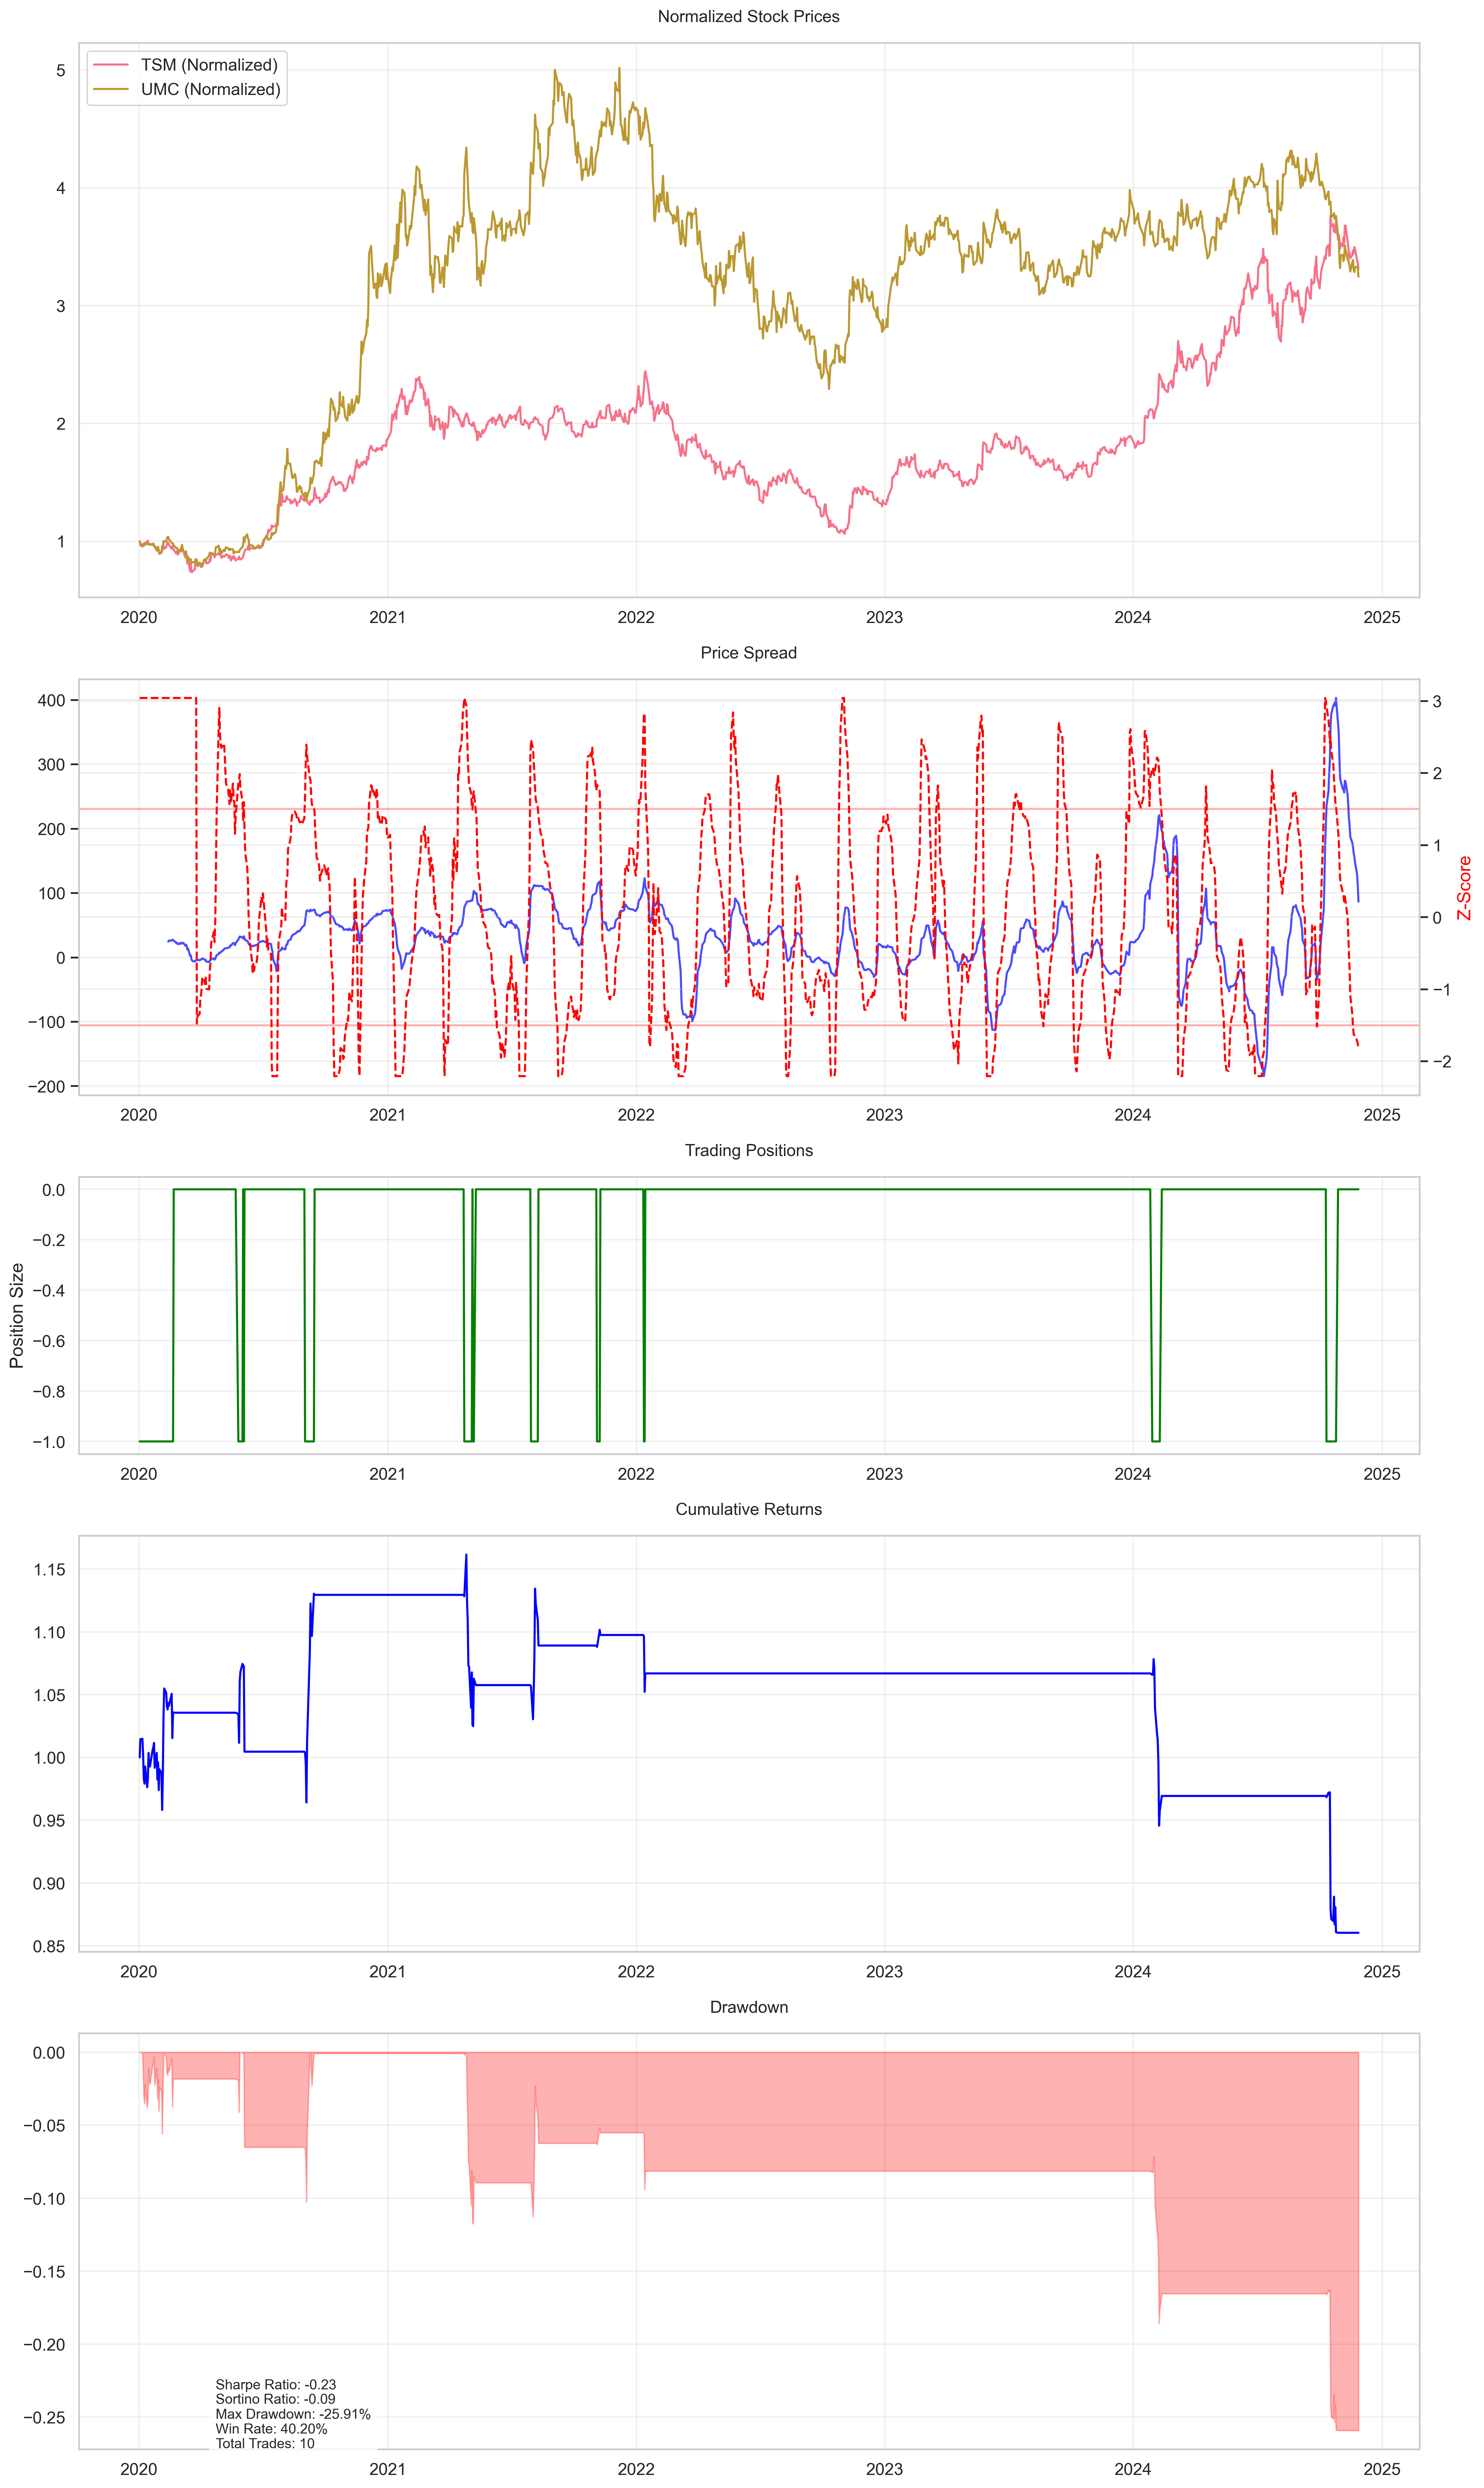 Normalized Stock Prices
TSM (Normalized)
UMC (Normalized)
5
4
3
2
1
2020 2021 2022 2023 2024 2025
Price Spread
400
300
200
100
0
−100
−200
3
2
1
0
−1
−2
Z-Score
2020 2021 2022 2023 2024 2025
Trading Positions
Position Size
0.0
−0.2
−0.4
−0.6
−0.8
−1.0
2020 2021 2022 2023 2024 2025
Cumulative Returns
1.15
1.10
1.05
1.00
0.95
0.90
0.85
2020 2021 2022 2023 2024 2025
Drawdown
0.00
−0.05
−0.10
−0.15
−0.20
−0.25
Sharpe Ratio: -0.23
Sortino Ratio: -0.09
Max Drawdown: -25.91%
Win Rate: 40.20%
Total Trades: 10
2020 2021 2022 2023 2024 2025